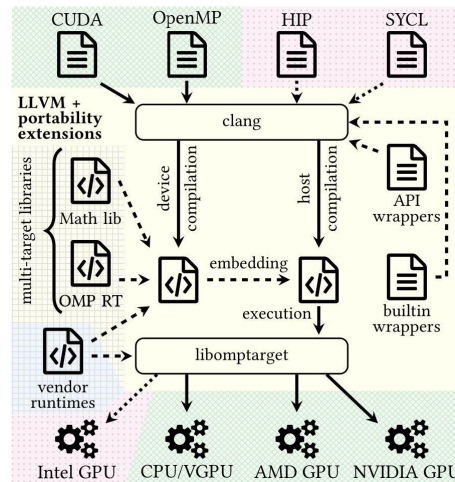 CUDA OpenMP HIP SYCL
LLVM +
portability
extensions
clang
multi-target libraries
Math lib
device
compilation
host
compilation
API
wrappers
OMP RT
embedding
execution
builtin
wrappers
vendor
runtimes
libomptarget
Intel GPU CPU/VGPU AMD GPU NVIDIA GPU